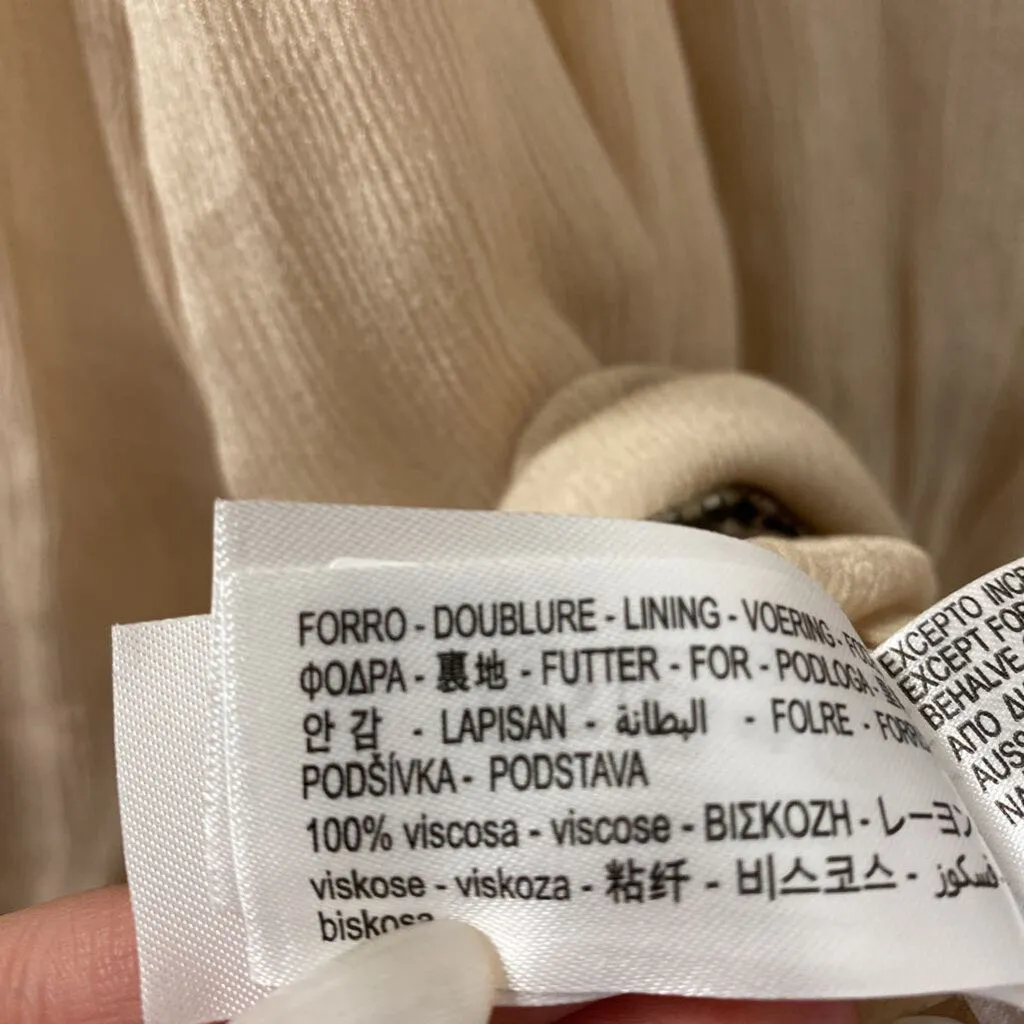 FORRO - DOUBLURE - LINING - VOERING -
ΦΟΔΡΑ - 裏地 - FUTTER - FOR - PODLOGA -
안 감 - LAPISAN - البطانة - FOLRE -
PODŠÍVKA - PODSTAVA
100% viscosa - viscose - ΒΙΣΚΟΖΗ - レーヨン
viskose - viskoza - 粘纤 - 비스코스 - فسكوز
biskosa
EXCEPTO
EXCEPT
BEHALVE
ΑΠΟ